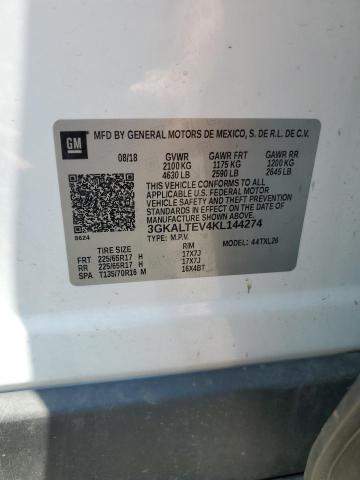 GM
MFD BY GENERAL MOTORS DE MEXICO, S. DE R.L. DE C.V.
08/18 GVWR GAWR FRT GAWR RR
2100 KG 1175 KG 1200 KG
4630 LB 2590 LB 2645 LB
THIS VEHICLE CONFORMS TO ALL APPLICABLE
U.S. FEDERAL MOTOR
VEHICLE SAFETY AND THEFT PREVENTION
STANDARDS IN EFFECT ON THE DATE OF
MANUFACTURE SHOWN ABOVE.
3GKALTEV4KL144274
8624
TYPE: M.P.V. MODEL: 44TXL26
TIRE SIZE RIM
FRT 225/65R17 H 17X7J
RR 225/65R17 H 17X7J
SPA T135/70R16 M 16X4BT